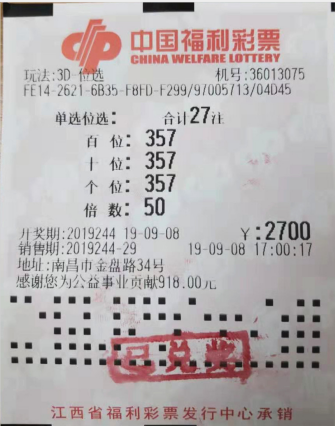 中国福利彩票
CHINA WELFARE LOTTERY
玩法:3D-位选 机号:36013075
FE14-2621-6B35-F8FD-F299/97005713/04D45
单选位选: 合计27注
百 位: 357
十 位: 357
个 位: 357
倍 数: 50
开奖期:2019244 19-09-08 ¥:2700
销售期:2019244-29 19-09-08 17:00:17
地址:南昌市金盘路34号
感谢您为公益事业贡献918.00元
已兑奖
江西省福利彩票发行中心承销